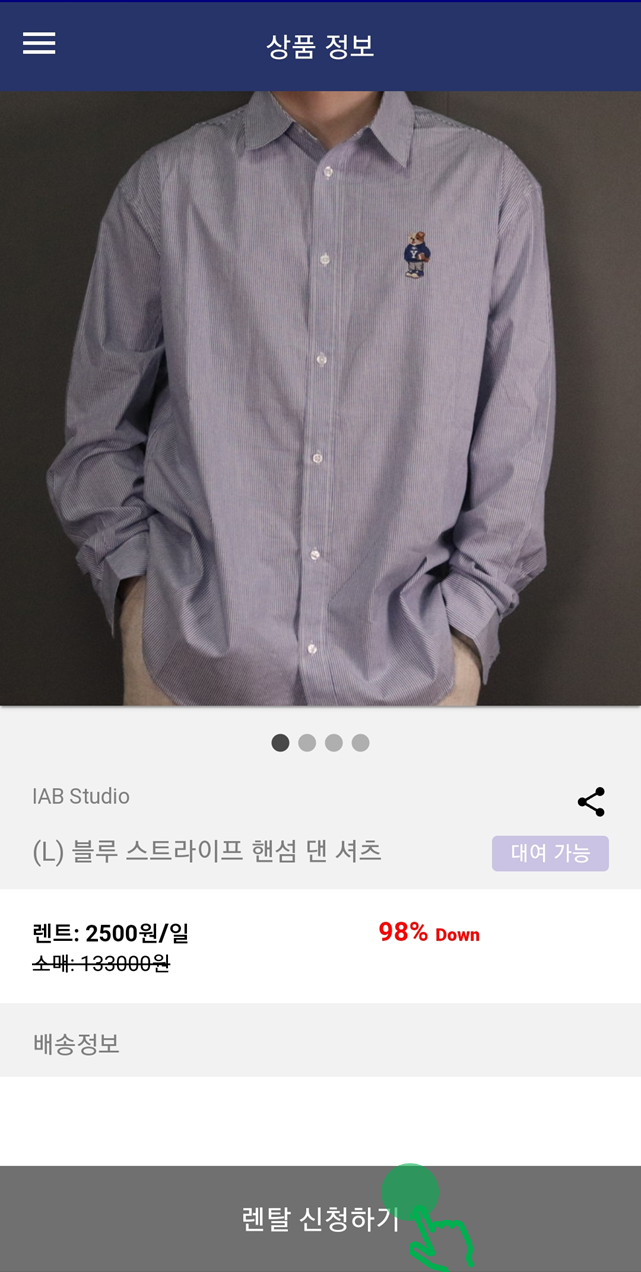 상품 정보
Y
IAB Studio
(L) 블루 스트라이프 핸섬 댄 셔츠
대여 가능
렌트: 2500원/일
98% Down
소매: 133000원
배송정보
렌탈 신청하기